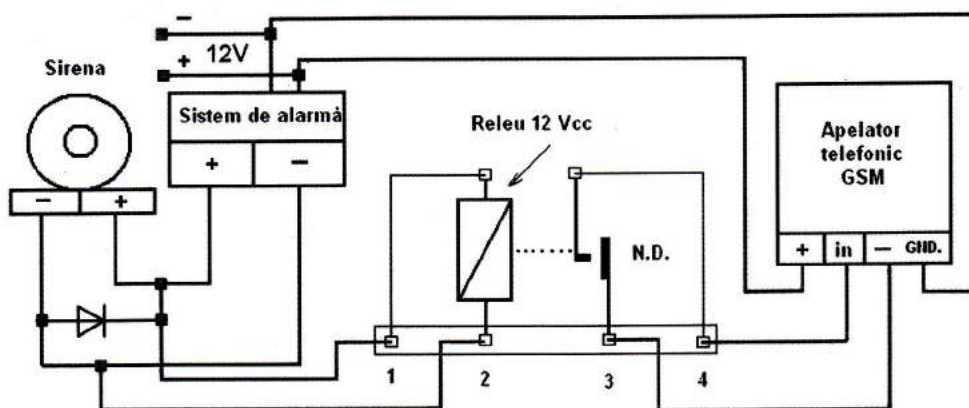 −
+ 12V
Sirena
− +
Sistem de alarmă
+ −
Releu 12 Vcc
N.D.
Apelator
telefonic
GSM
+ in − GND.
1 2 3 4